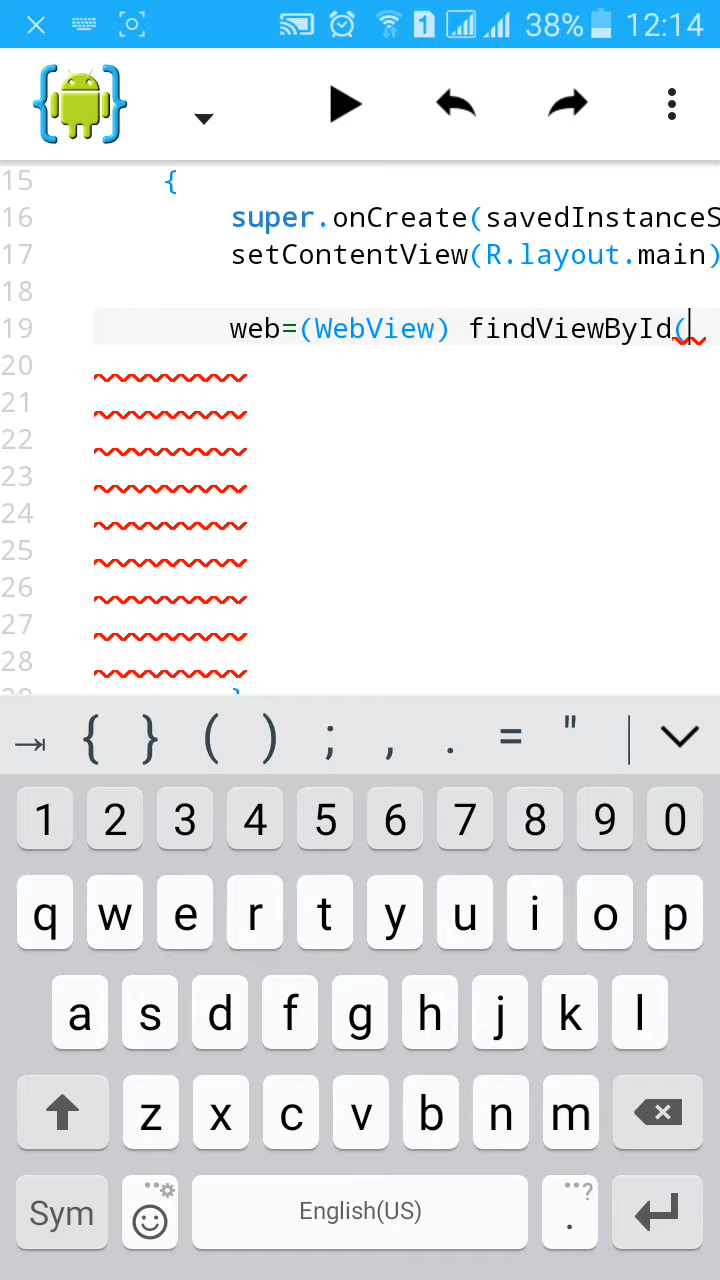 38% 12:14
1
15 {
16 super.onCreate(savedInstanceS
17 setContentView(R.layout.main)
18
19 web=(WebView) findViewById(
20
21
22
23
24
25
26
27
28
{ } ( ) ; , . = "
1 2 3 4 5 6 7 8 9 0
q w e r t y u i o p
a s d f g h j k l
z x c v b n m
Sym English(US) . ?